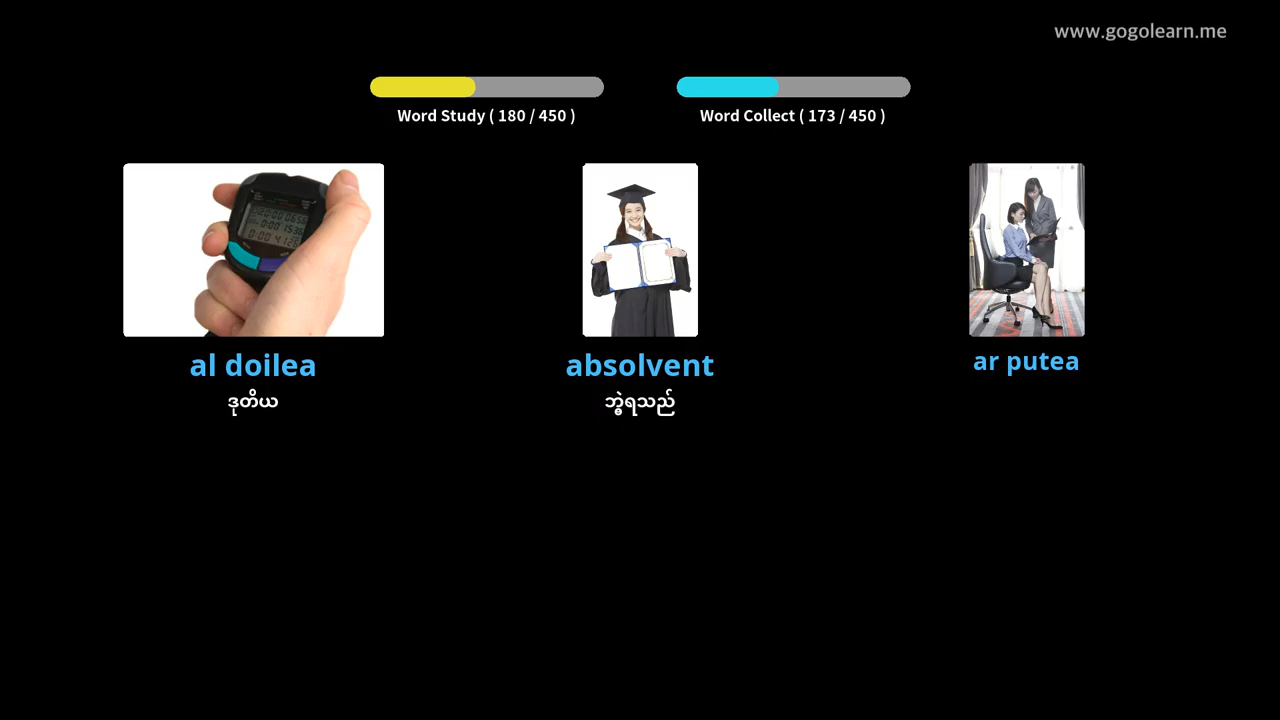 www.gogolearn.me
Word Study ( 180 / 450 )
Word Collect ( 173 / 450 )
al doilea
absolvent
ar putea
ဒုတိယ
ဘွဲ့ရသည်